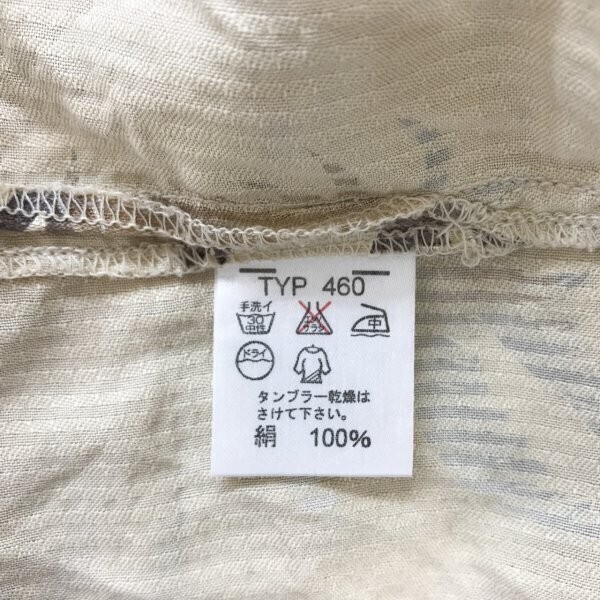 TYP 460
手洗イ
30
中性
エンソ
サラシ
中
ドライ
タンブラー乾燥は
さけて下さい。
絹 100%